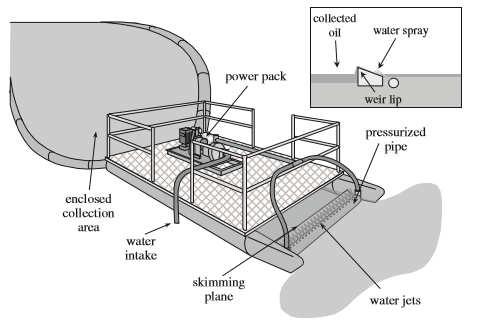 collected
oil
water spray
weir lip
power pack
pressurized
pipe
enclosed
collection
area
water
intake
skimming
plane
water jets